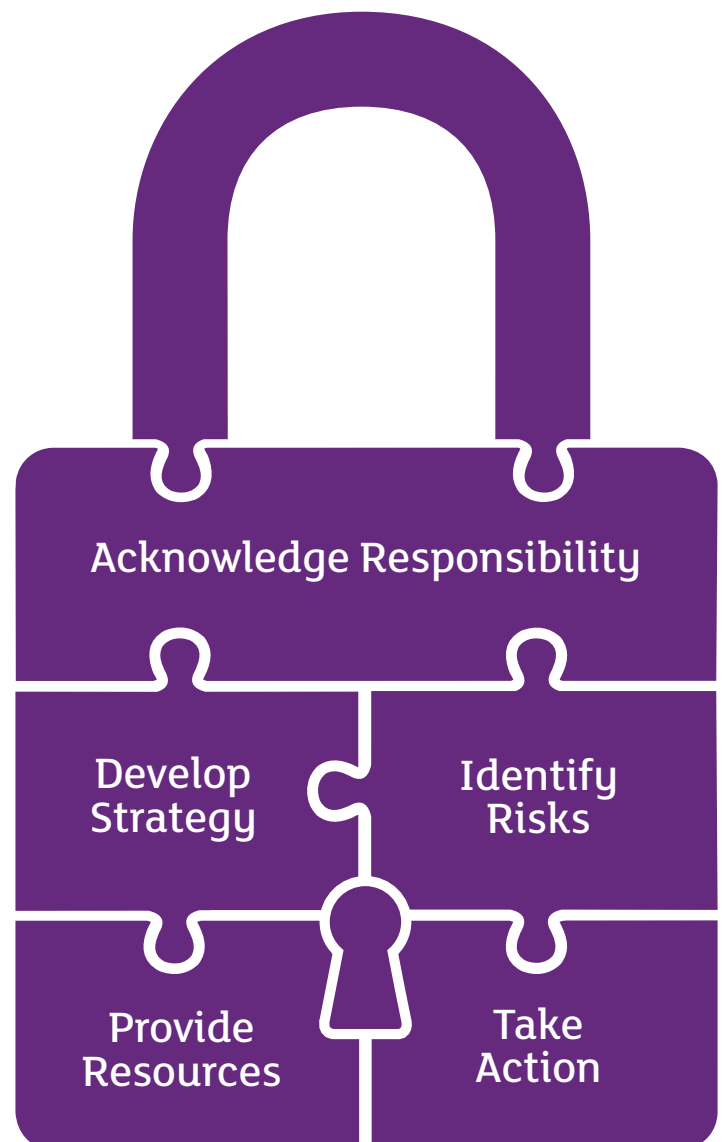 Acknowledge Responsibility
Develop
Strategy
Identify
Risks
Provide
Resources
Take
Action